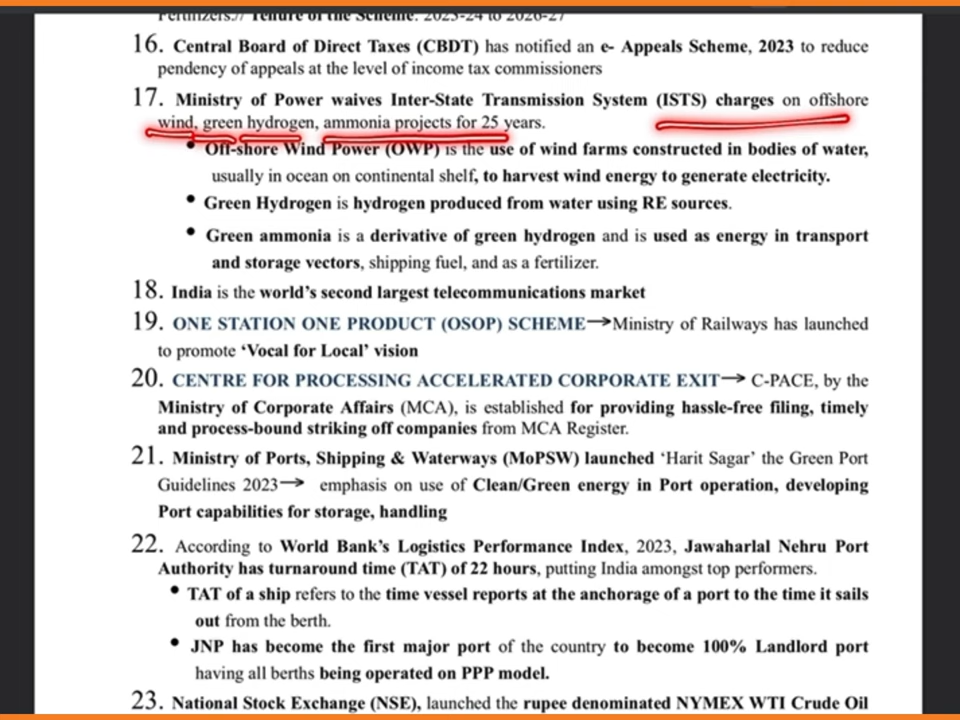 Fertilizers// Tenure of the Scheme: 2023-24 to 2026-27
16. Central Board of Direct Taxes (CBDT) has notified an e- Appeals Scheme, 2023 to reduce
pendency of appeals at the level of income tax commissioners
17. Ministry of Power waives Inter-State Transmission System (ISTS) charges on offshore
wind, green hydrogen, ammonia projects for 25 years.
• Off-shore Wind Power (OWP) is the use of wind farms constructed in bodies of water,
usually in ocean on continental shelf, to harvest wind energy to generate electricity.
• Green Hydrogen is hydrogen produced from water using RE sources.
• Green ammonia is a derivative of green hydrogen and is used as energy in transport
and storage vectors, shipping fuel, and as a fertilizer.
18. India is the world's second largest telecommunications market
19. ONE STATION ONE PRODUCT (OSOP) SCHEME→Ministry of Railways has launched
to promote ‘Vocal for Local’ vision
20. CENTRE FOR PROCESSING ACCELERATED CORPORATE EXIT→ C-PACE, by the
Ministry of Corporate Affairs (MCA), is established for providing hassle-free filing, timely
and process-bound striking off companies from MCA Register.
21. Ministry of Ports, Shipping & Waterways (MoPSW) launched ‘Harit Sagar’ the Green Port
Guidelines 2023→ emphasis on use of Clean/Green energy in Port operation, developing
Port capabilities for storage, handling
22. According to World Bank's Logistics Performance Index, 2023, Jawaharlal Nehru Port
Authority has turnaround time (TAT) of 22 hours, putting India amongst top performers.
• TAT of a ship refers to the time vessel reports at the anchorage of a port to the time it sails
out from the berth.
• JNP has become the first major port of the country to become 100% Landlord port
having all berths being operated on PPP model.
23. National Stock Exchange (NSE), launched the rupee denominated NYMEX WTI Crude Oil